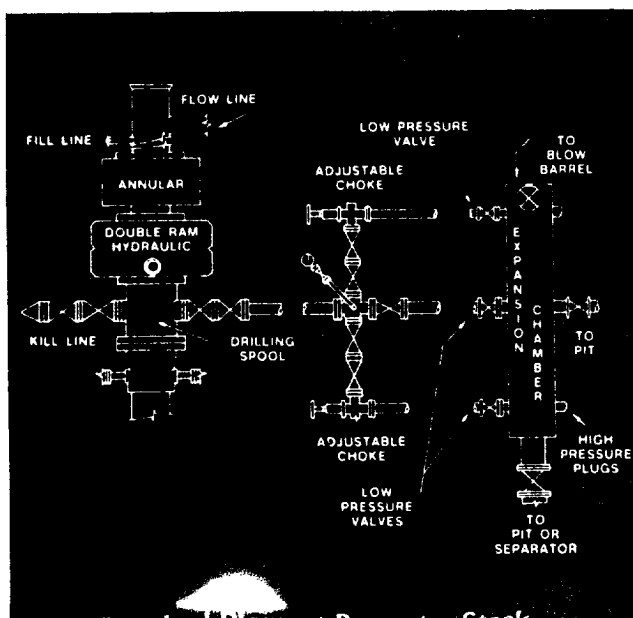 FLOW LINE
FILL LINE
ANNULAR
DOUBLE RAM
HYDRAULIC
KILL LINE
DRILLING
SPOOL
LOW PRESSURE
VALVE
ADJUSTABLE
CHOKE
ADJUSTABLE
CHOKE
LOW
PRESSURE
VALVES
TO
BLOW
BARREL
EXPANSION
CHAMBER
TO
PIT
HIGH
PRESSURE
PLUGS
TO
PIT OR
SEPARATOR
Stack